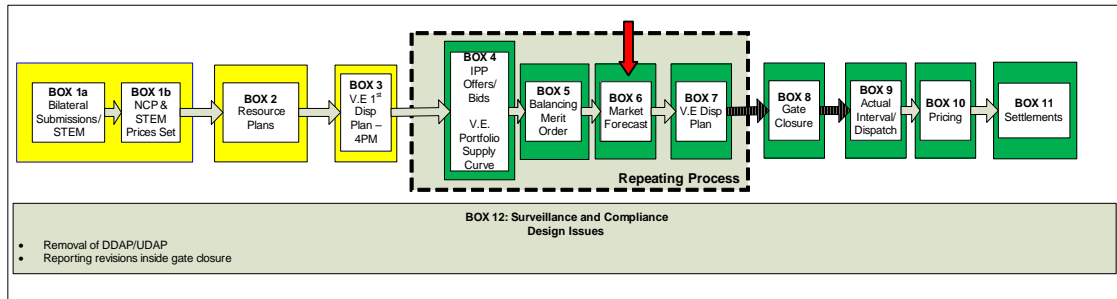 BOX 1a
Bilateral
Submissions/
STEM
BOX 1b
NCP &
STEM
Prices Set
BOX 2
Resource
Plans
BOX 3
V.E 1st
Disp
Plan –
4PM
BOX 4
IPP
Offers/
Bids
V.E.
Portfolio
Supply
Curve
BOX 5
Balancing
Merit
Order
BOX 6
Market
Forecast
BOX 7
V.E Disp
Plan
Repeating Process
BOX 8
Gate
Closure
BOX 9
Actual
Interval/
Dispatch
BOX 10
Pricing
BOX 11
Settlements
BOX 12: Surveillance and Compliance
Design Issues
• Removal of DDAP/UDAP
• Reporting revisions inside gate closure